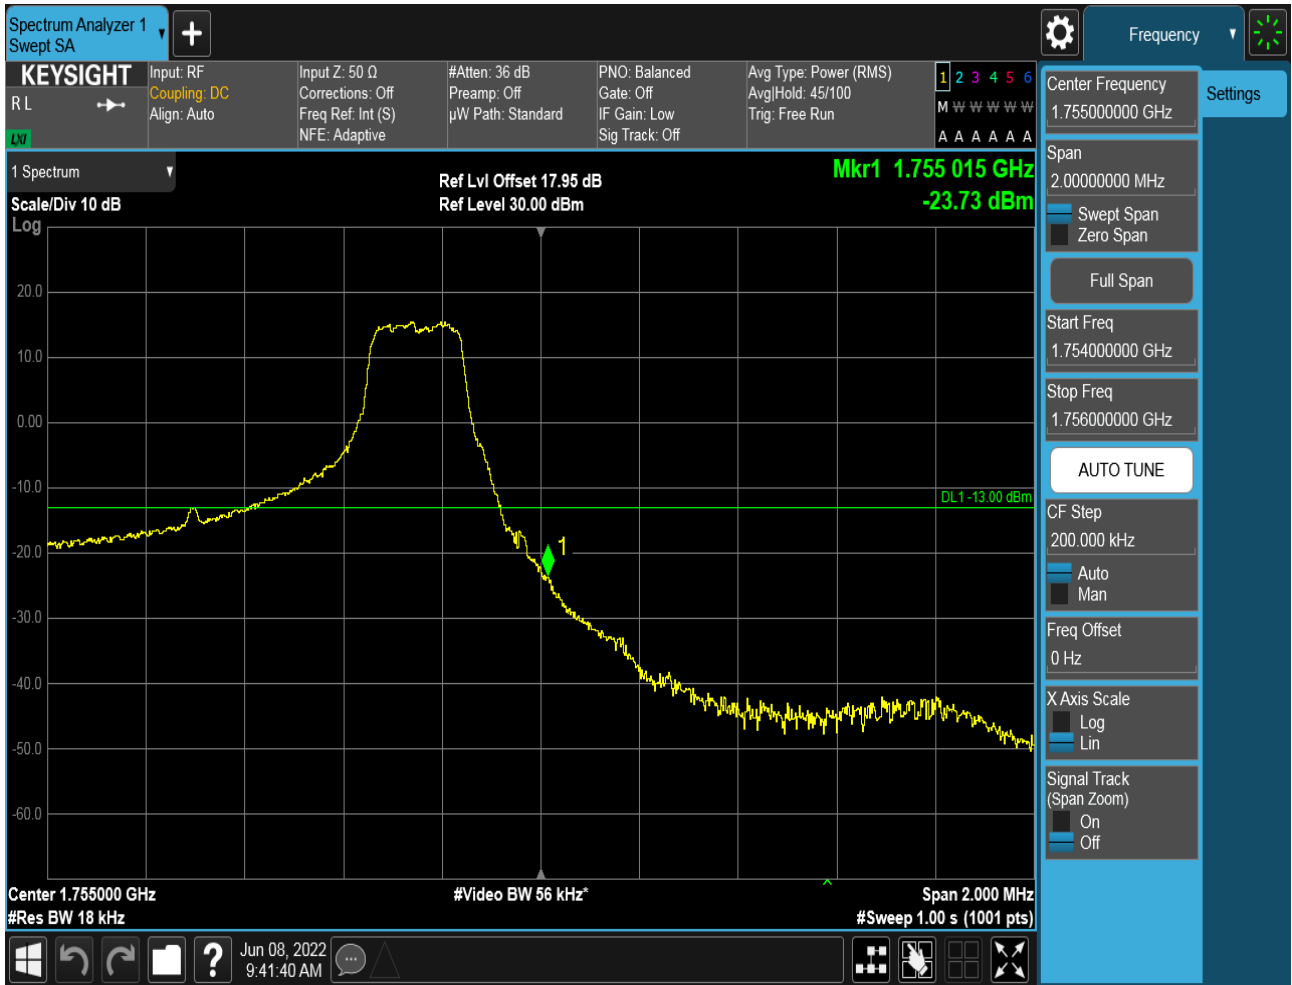 Spectrum Analyzer 1
Swept SA
Frequency
KEYSIGHT
R L
LXI
Input: RF
Coupling: DC
Align: Auto
Input Z: 50 Ω
Corrections: Off
Freq Ref: Int (S)
NFE: Adaptive
#Atten: 36 dB
Preamp: Off
µW Path: Standard
PNO: Balanced
Gate: Off
IF Gain: Low
Sig Track: Off
Avg Type: Power (RMS)
Avg|Hold: 45/100
Trig: Free Run
1 2 3 4 5 6
M W W W W W
A A A A A A
1 Spectrum
Scale/Div 10 dB
Log
Ref Lvl Offset 17.95 dB
Ref Level 30.00 dBm
Mkr1 1.755 015 GHz
-23.73 dBm
20.0
10.0
0.00
-10.0
-20.0
-30.0
-40.0
-50.0
-60.0
DL1 -13.00 dBm
1
Center 1.755000 GHz
#Res BW 18 kHz
#Video BW 56 kHz*
Span 2.000 MHz
#Sweep 1.00 s (1001 pts)
Center Frequency
1.755000000 GHz
Settings
Span
2.00000000 MHz
Swept Span
Zero Span
Full Span
Start Freq
1.754000000 GHz
Stop Freq
1.756000000 GHz
AUTO TUNE
CF Step
200.000 kHz
Auto
Man
Freq Offset
0 Hz
X Axis Scale
Log
Lin
Signal Track
(Span Zoom)
On
Off
?
Jun 08, 2022
9:41:40 AM